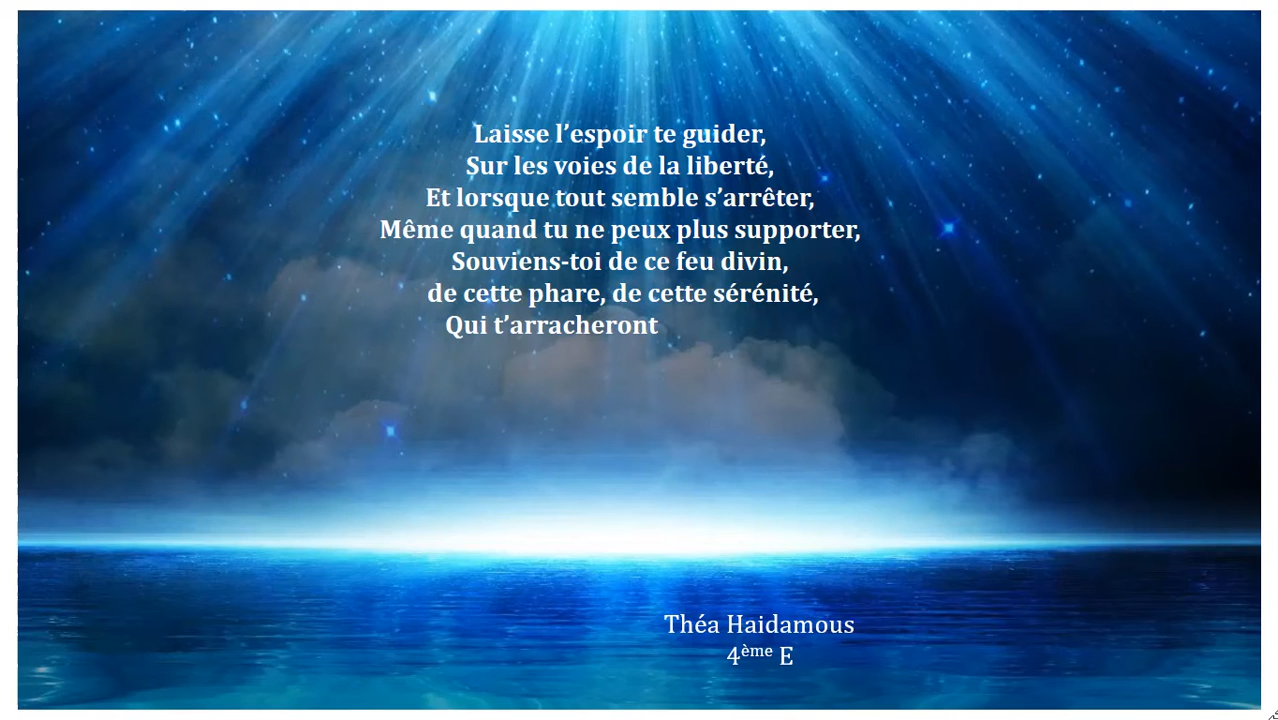 Laisse l’espoir te guider,
Sur les voies de la liberté,
Et lorsque tout semble s’arrêter,
Même quand tu ne peux plus supporter,
Souviens-toi de ce feu divin,
de cette phare, de cette sérénité,
Qui t’arracheront
Théa Haidamous
4ème E